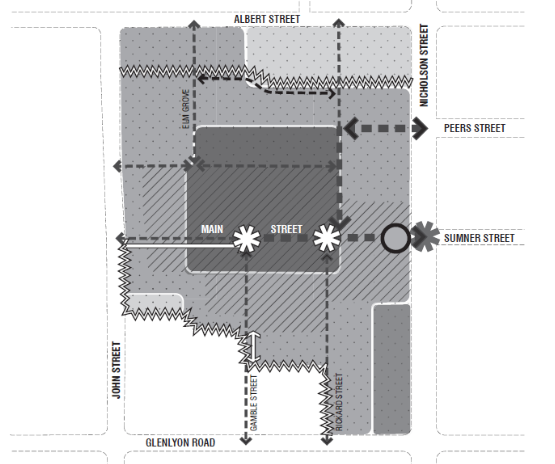 ALBERT STREET
NICHOLSON STREET
ELM GROVE
PEERS STREET
MAIN STREET
SUMNER STREET
JOHN STREET
GAMBLE STREET
RICKARD STREET
GLENLYON ROAD